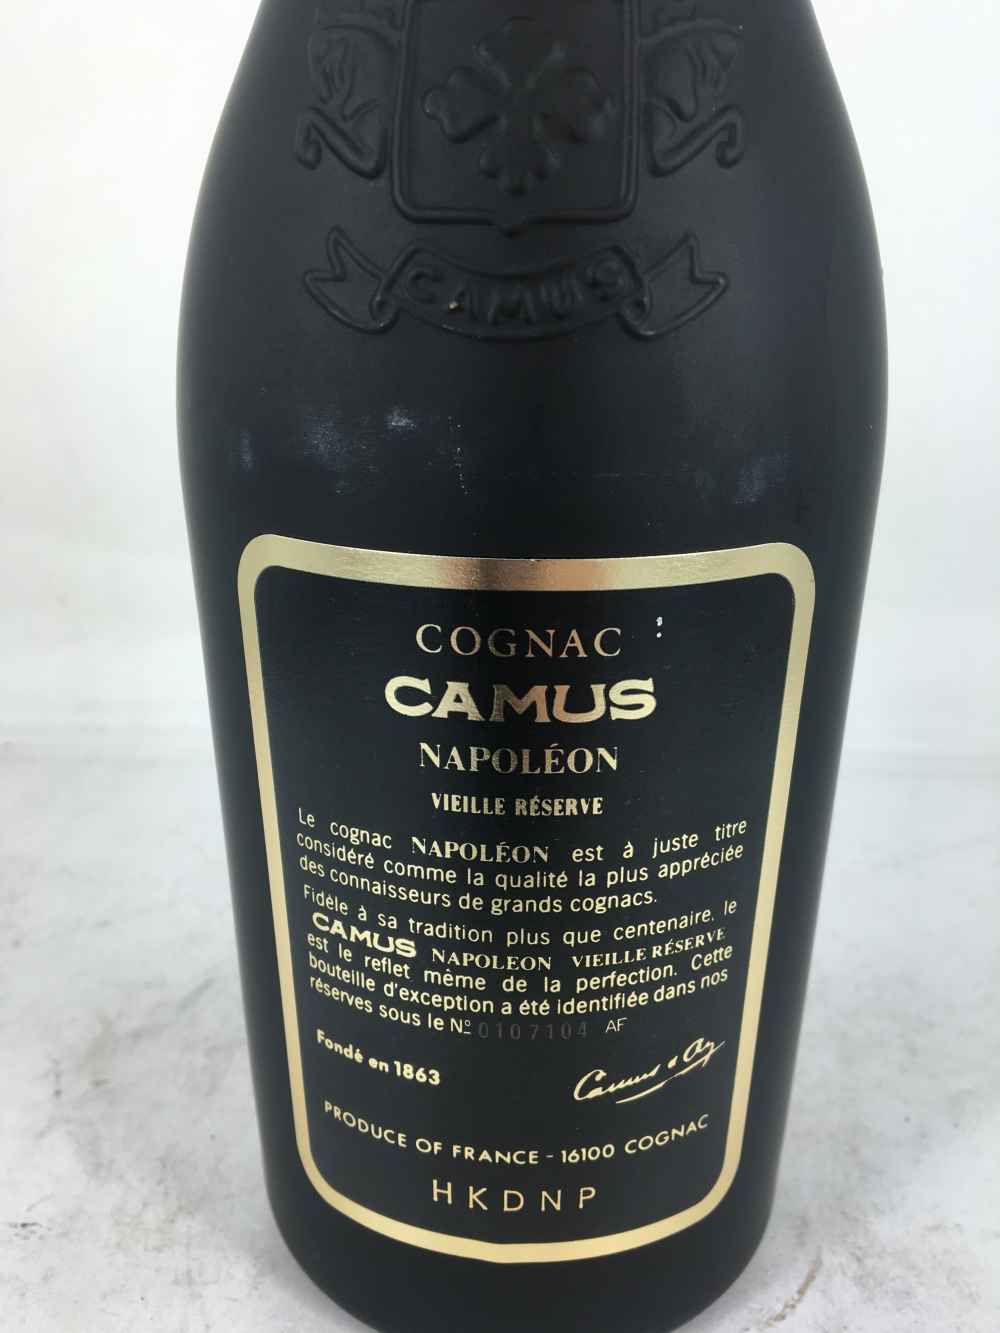 CAMUS
COGNAC
CAMUS
NAPOLÉON
VIEILLE RÉSERVE
Le cognac NAPOLÉON est à juste titre
considéré comme la qualité la plus appréciée
des connaisseurs de grands cognacs.
Fidèle à sa tradition plus que centenaire, le
CAMUS NAPOLEON VIEILLE RÉSERVE
est le reflet même de la perfection. Cette
bouteille d'exception a été identifiée dans nos
réserves sous le Nº 0107104 AF
Fondé en 1863
Camus & Cie
PRODUCE OF FRANCE - 16100 COGNAC
HKDNP